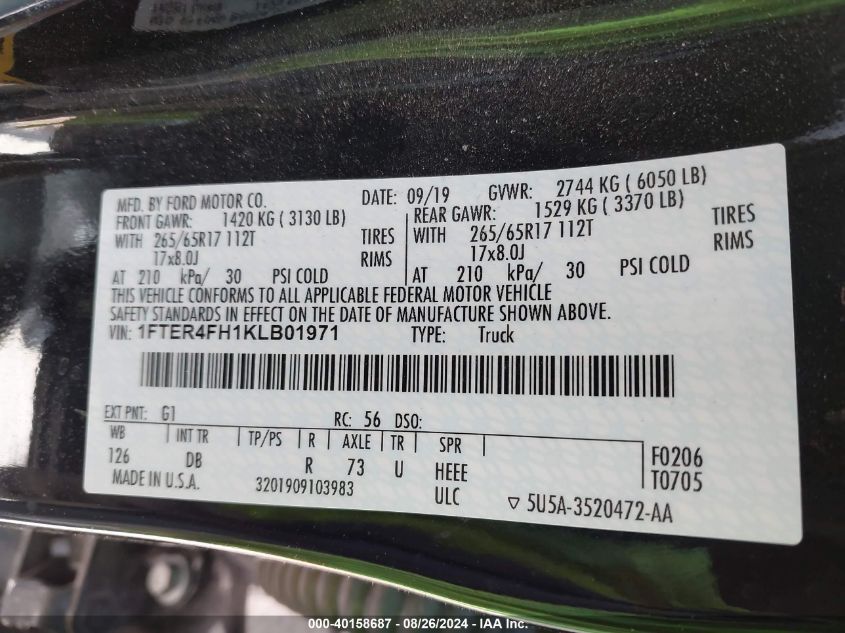 MFD. BY FORD MOTOR CO. DATE: 09/19 GVWR: 2744 KG ( 6050 LB)
FRONT GAWR: 1420 KG ( 3130 LB) REAR GAWR: 1529 KG ( 3370 LB)
WITH 265/65R17 112T TIRES WITH 265/65R17 112T TIRES
17x8.0J RIMS 17x8.0J RIMS
AT 210 kPa/ 30 PSI COLD AT 210 kPa/ 30 PSI COLD
THIS VEHICLE CONFORMS TO ALL APPLICABLE FEDERAL MOTOR VEHICLE
SAFETY STANDARDS IN EFFECT ON THE DATE OF MANUFACTURE SHOWN ABOVE.
VIN: 1FTER4FH1KLB01971 TYPE: Truck
EXT PNT: G1 RC: 56 DSO:
WB INT TR TP/PS R AXLE TR SPR F0206
126 DB R 73 U HEEE T0705
MADE IN U.S.A. 3201909103983 ULC ▽ 5U5A-3520472-AA
000-40158687 - 08/26/2024 - IAA Inc.